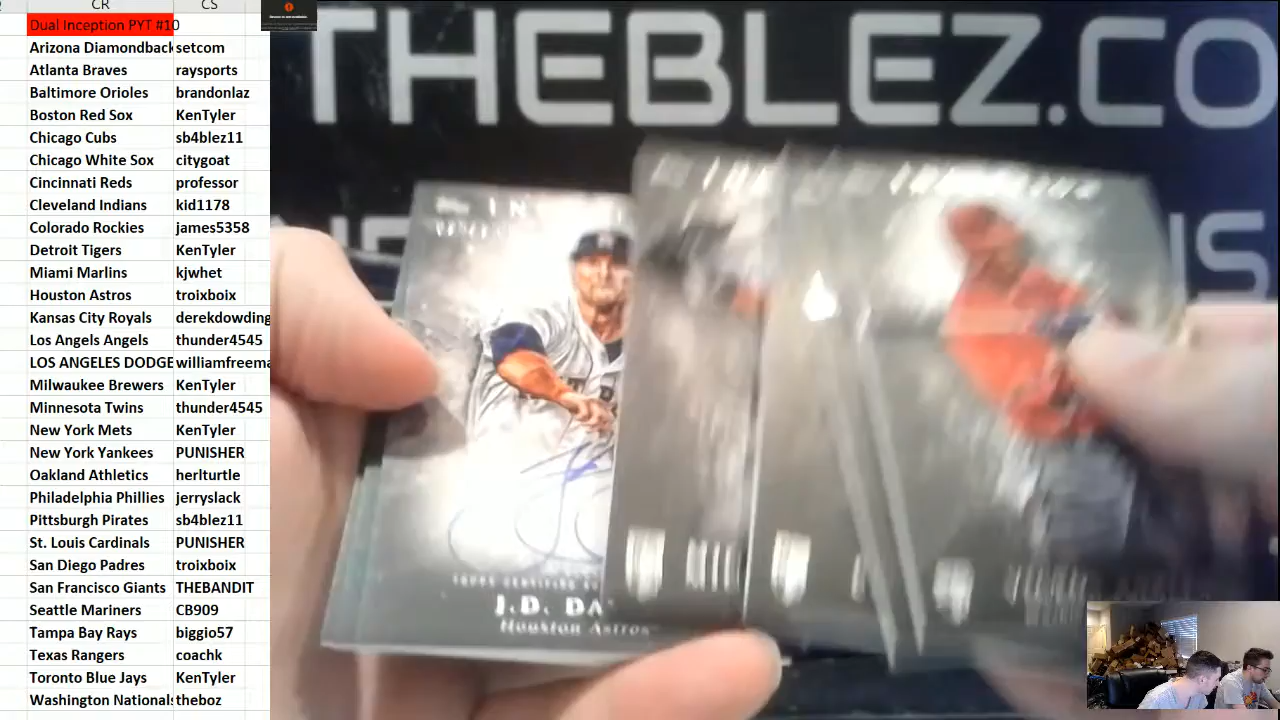 CR CS
Dual Inception PYT #10
Arizona Diamondback setcom
Atlanta Braves raysports
Baltimore Orioles brandonlaz
Boston Red Sox KenTyler
Chicago Cubs sb4blez11
Chicago White Sox citygoat
Cincinnati Reds professor
Cleveland Indians kid1178
Colorado Rockies james5358
Detroit Tigers KenTyler
Miami Marlins kjwhet
Houston Astros troixboix
Kansas City Royals derekdowding
Los Angels Angels thunder4545
LOS ANGELES DODGE williamfreema
Milwaukee Brewers KenTyler
Minnesota Twins thunder4545
New York Mets KenTyler
New York Yankees PUNISHER
Oakland Athletics herlturtle
Philadelphia Phillies jerryslack
Pittsburgh Pirates sb4blez11
St. Louis Cardinals PUNISHER
San Diego Padres troixboix
San Francisco Giants THEBANDIT
Seattle Mariners CB909
Tampa Bay Rays biggio57
Texas Rangers coachk
Toronto Blue Jays KenTyler
Washington Nationals theboz
THEBLEZ.CO
J.D. DA
Houston Astros